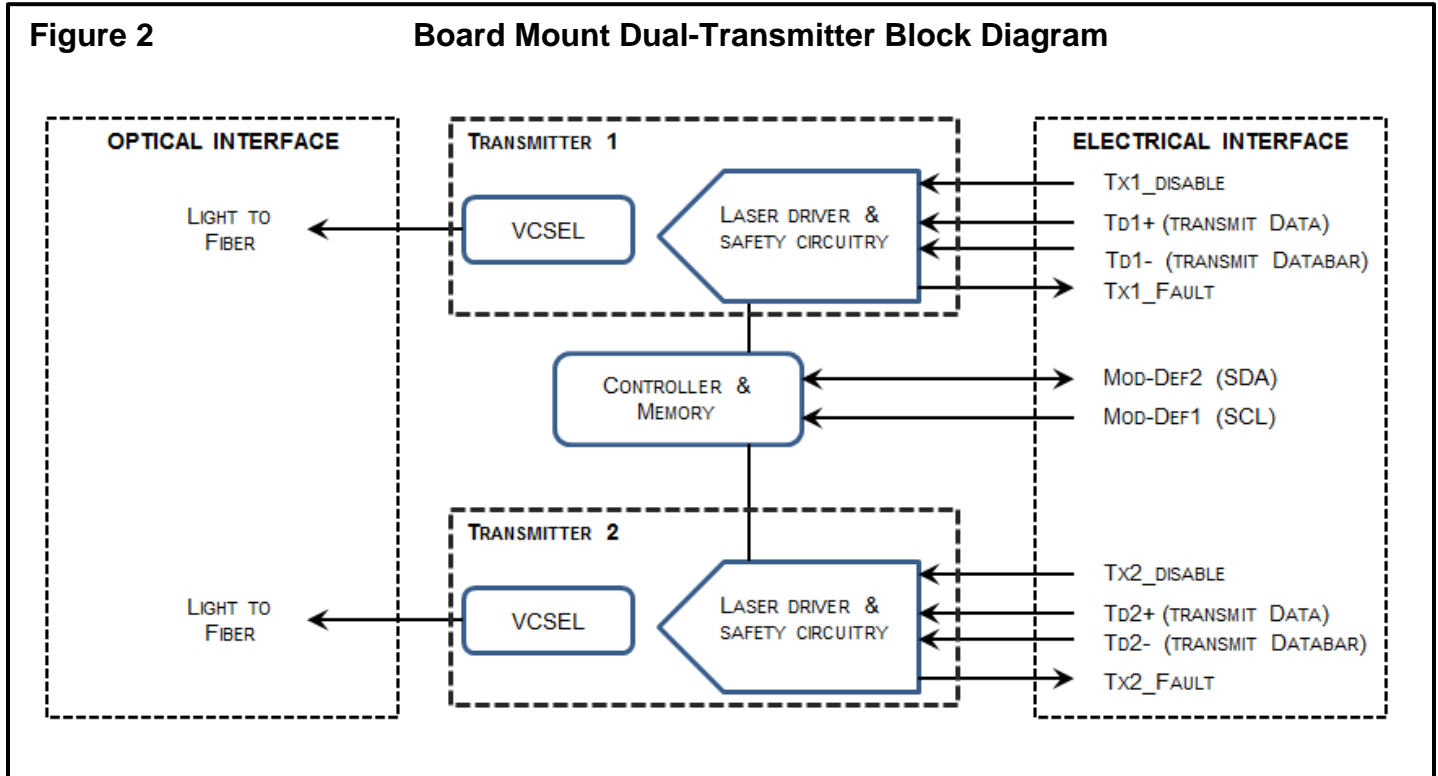 Figure 2 Board Mount Dual-Transmitter Block Diagram
OPTICAL INTERFACE
TRANSMITTER 1
ELECTRICAL INTERFACE
LIGHT TO
FIBER
VCSEL
LASER DRIVER &
SAFETY CIRCUITRY
TX1_DISABLE
TD1+ (TRANSMIT DATA)
TD1- (TRANSMIT DATABAR)
TX1_FAULT
CONTROLLER &
MEMORY
MOD-DEF2 (SDA)
MOD-DEF1 (SCL)
TRANSMITTER 2
LIGHT TO
FIBER
VCSEL
LASER DRIVER &
SAFETY CIRCUITRY
TX2_DISABLE
TD2+ (TRANSMIT DATA)
TD2- (TRANSMIT DATABAR)
TX2_FAULT